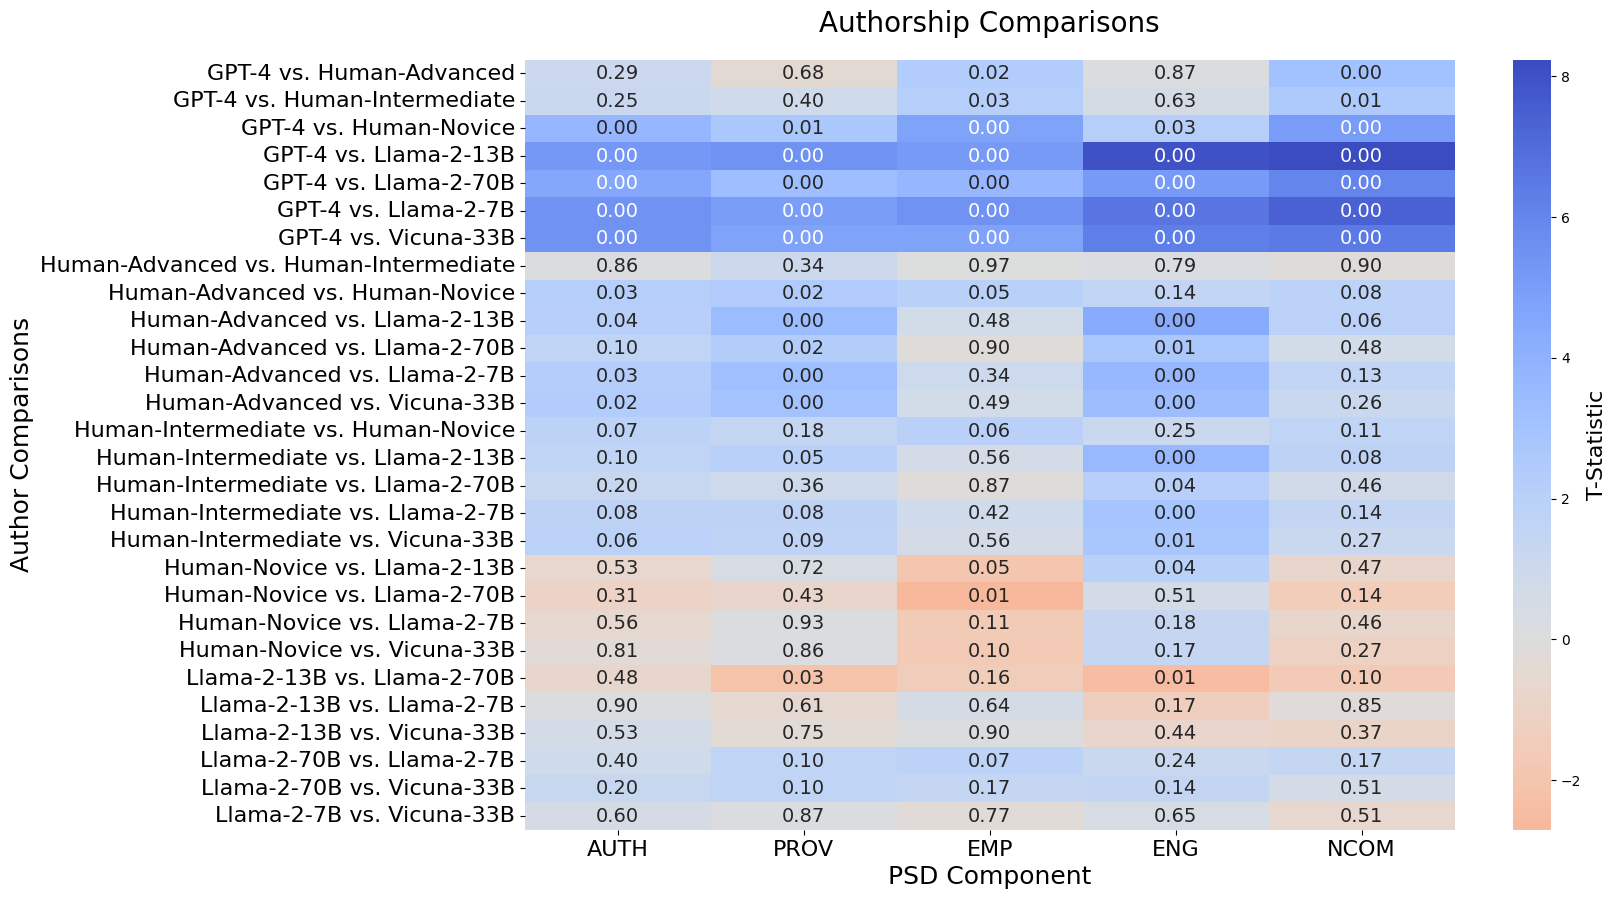 Authorship Comparisons
GPT-4 vs. Human-Advanced 0.29 0.68 0.02 0.87 0.00
GPT-4 vs. Human-Intermediate 0.25 0.40 0.03 0.63 0.01
GPT-4 vs. Human-Novice 0.00 0.01 0.00 0.03 0.00
GPT-4 vs. Llama-2-13B 0.00 0.00 0.00 0.00 0.00
GPT-4 vs. Llama-2-70B 0.00 0.00 0.00 0.00 0.00
GPT-4 vs. Llama-2-7B 0.00 0.00 0.00 0.00 0.00
GPT-4 vs. Vicuna-33B 0.00 0.00 0.00 0.00 0.00
Human-Advanced vs. Human-Intermediate 0.86 0.34 0.97 0.79 0.90
Human-Advanced vs. Human-Novice 0.03 0.02 0.05 0.14 0.08
Human-Advanced vs. Llama-2-13B 0.04 0.00 0.48 0.00 0.06
Human-Advanced vs. Llama-2-70B 0.10 0.02 0.90 0.01 0.48
Human-Advanced vs. Llama-2-7B 0.03 0.00 0.34 0.00 0.13
Human-Advanced vs. Vicuna-33B 0.02 0.00 0.49 0.00 0.26
Human-Intermediate vs. Human-Novice 0.07 0.18 0.06 0.25 0.11
Human-Intermediate vs. Llama-2-13B 0.10 0.05 0.56 0.00 0.08
Human-Intermediate vs. Llama-2-70B 0.20 0.36 0.87 0.04 0.46
Human-Intermediate vs. Llama-2-7B 0.08 0.08 0.42 0.00 0.14
Human-Intermediate vs. Vicuna-33B 0.06 0.09 0.56 0.01 0.27
Human-Novice vs. Llama-2-13B 0.53 0.72 0.05 0.04 0.47
Human-Novice vs. Llama-2-70B 0.31 0.43 0.01 0.51 0.14
Human-Novice vs. Llama-2-7B 0.56 0.93 0.11 0.18 0.46
Human-Novice vs. Vicuna-33B 0.81 0.86 0.10 0.17 0.27
Llama-2-13B vs. Llama-2-70B 0.48 0.03 0.16 0.01 0.10
Llama-2-13B vs. Llama-2-7B 0.90 0.61 0.64 0.17 0.85
Llama-2-13B vs. Vicuna-33B 0.53 0.75 0.90 0.44 0.37
Llama-2-70B vs. Llama-2-7B 0.40 0.10 0.07 0.24 0.17
Llama-2-70B vs. Vicuna-33B 0.20 0.10 0.17 0.14 0.51
Llama-2-7B vs. Vicuna-33B 0.60 0.87 0.77 0.65 0.51
AUTH PROV EMP ENG NCOM
PSD Component
Author Comparisons
8
6
4
2
0
−2
T-Statistic